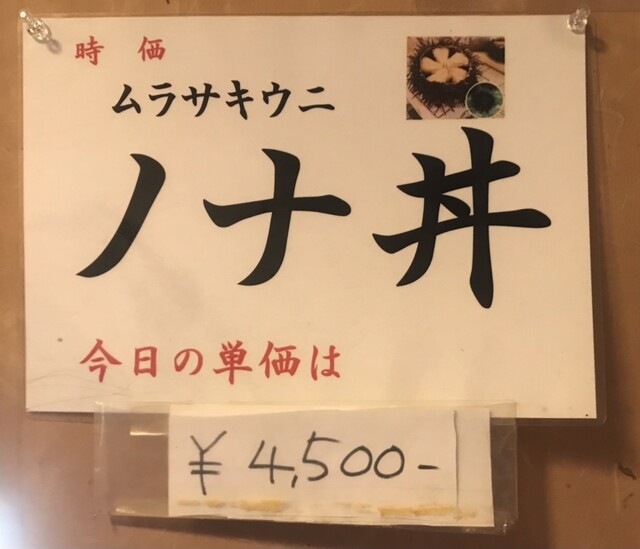 時価
ムラサキウニ
ノナ丼
今日の単価は
¥4,500-